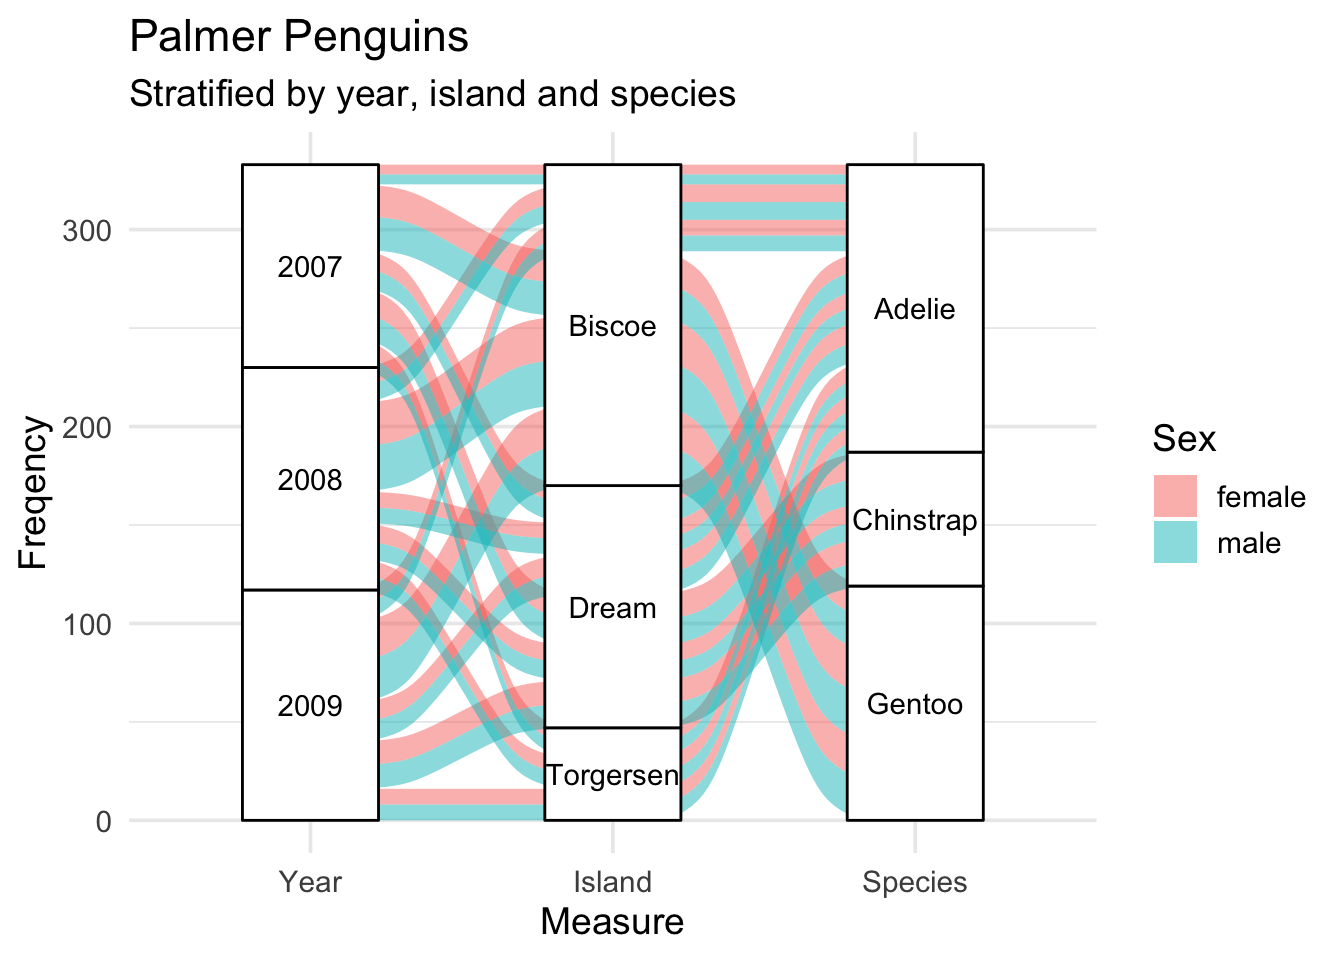 Palmer Penguins
Stratified by year, island and species
Freqency
300
200
100
0
2007
2008
2009
Biscoe
Dream
Torgersen
Adelie
Chinstrap
Gentoo
Year
Island
Species
Measure
Sex
female
male